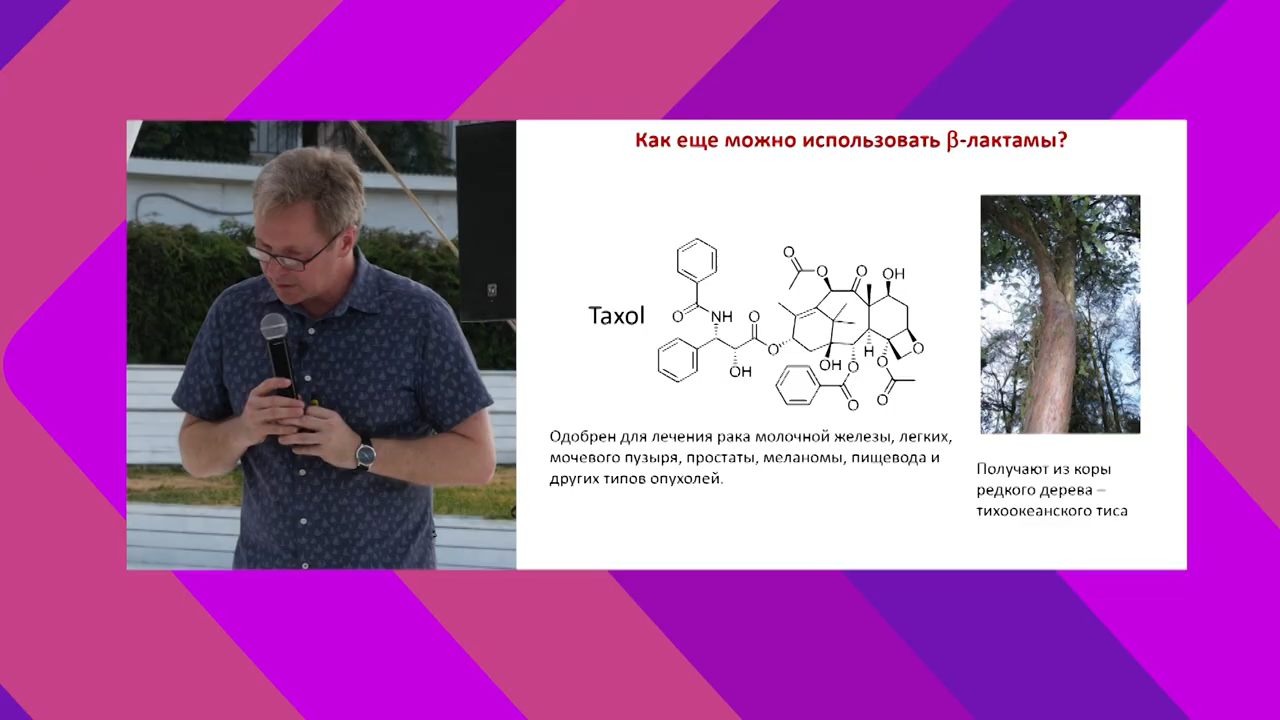 Как еще можно использовать β-лактамы?
Taxol
O
NH
O
O
OH
O
O
O
OH
O
OH
H
O
O
O
O
O
Одобрен для лечения рака молочной железы, легких,
мочевого пузыря, простаты, меланомы, пищевода и
других типов опухолей.
Получают из коры
редкого дерева –
тихоокеанского тиса